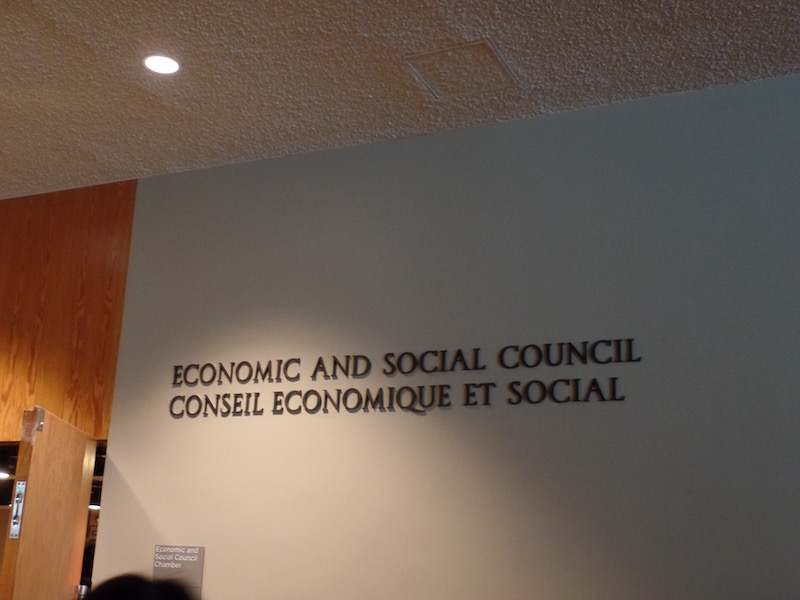 ECONOMIC AND SOCIAL COUNCIL
CONSEIL ECONOMIQUE ET SOCIAL
Economic and
Social Council
Chamber